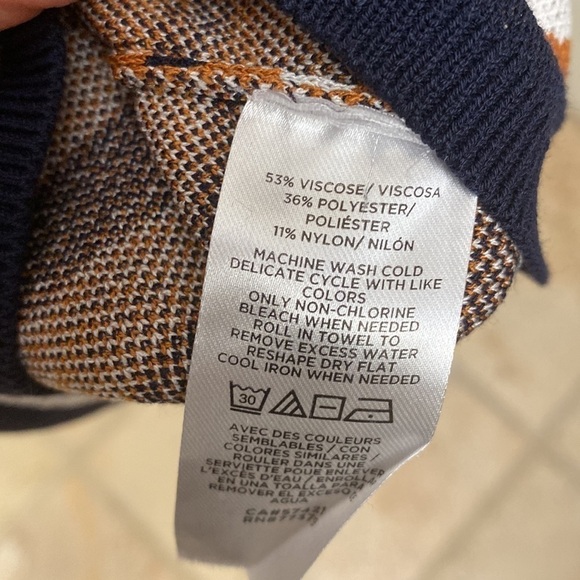 53% VISCOSE/ VISCOSA
36% POLYESTER/
POLIÉSTER
11% NYLON/ NILÓN
MACHINE WASH COLD
DELICATE CYCLE WITH LIKE
COLORS
ONLY NON-CHLORINE
BLEACH WHEN NEEDED
ROLL IN TOWEL TO
REMOVE EXCESS WATER
RESHAPE DRY FLAT
COOL IRON WHEN NEEDED
30
AVEC DES COULEURS
SEMBLABLES / CON
COLORES SIMILARES /
ROULER DANS UNE
SERVIETTE POUR ENLEVER
L'EXCÈS D'EAU / ENROLLE
EN UNA TOALLA PARA
REMOVER EL EXCESO
AGUA